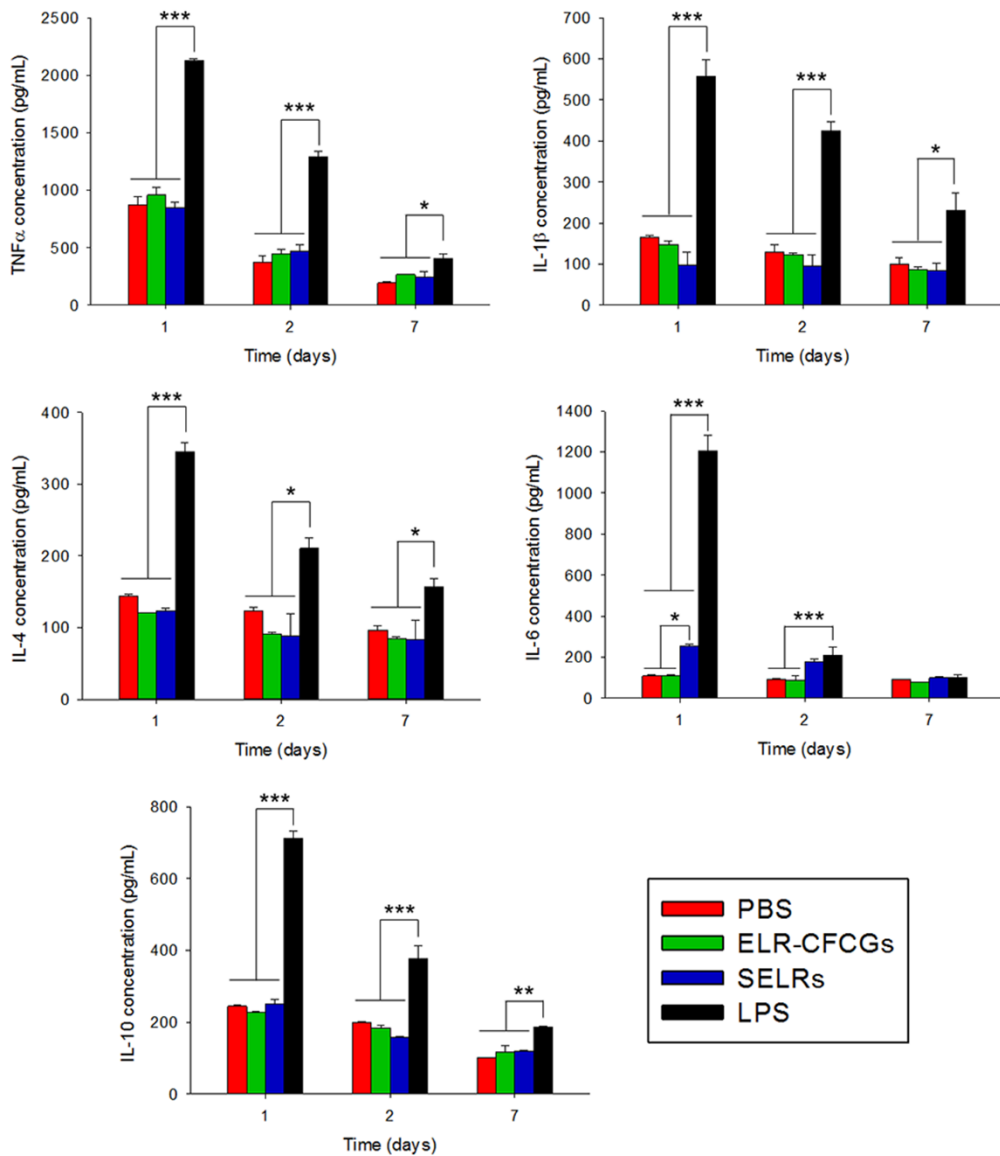 TNFα concentration (pg/mL)
2500
2000
1500
1000
500
0
***
***
*
1 2 7
Time (days)
IL-1β concentration (pg/mL)
700
600
500
400
300
200
100
0
***
***
*
1 2 7
Time (days)
IL-4 concentration (pg/mL)
400
300
200
100
0
***
*
*
1 2 7
Time (days)
IL-6 concentration (pg/mL)
1400
1200
1000
800
600
400
200
0
***
*
***
1 2 7
Time (days)
IL-10 concentration (pg/mL)
800
600
400
200
0
***
***
**
1 2 7
Time (days)
PBS
ELR-CFCGs
SELRs
LPS